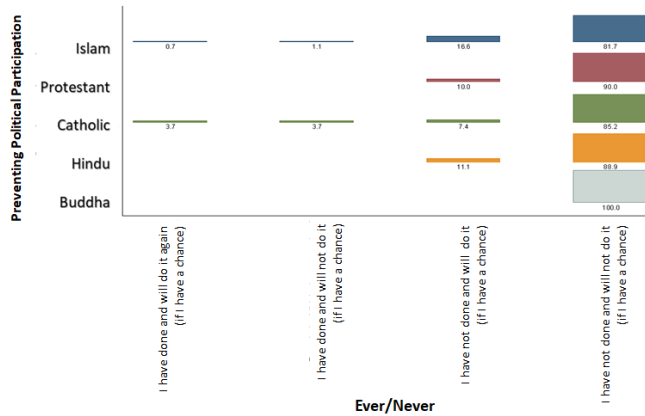 Preventing Political Participation
Islam
0.7
1.1
16.6
81.7
Protestant
10.0
90.0
Catholic
3.7
3.7
7.4
85.2
Hindu
11.1
88.9
Buddha
100.0
I have done and will do it again
(if I have a chance)
I have done and will not do it
(if I have a chance)
I have not done and will do it
(if I have a chance)
I have not done and will not do it
(if I have a chance)
Ever/Never